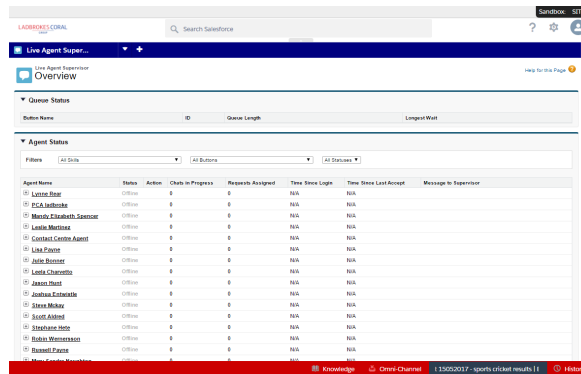 Sandbox: SIT
LADBROKES CORAL
GROUP
Search Salesforce
Live Agent Super...
Live Agent Supervisor
Overview
Help for this Page
Queue Status
Button Name ID Queue Length Longest Wait
Agent Status
Filters All Skills All Buttons All Statuses
Agent Name Status Action Chats in Progress Requests Assigned Time Since Login Time Since Last Accept Message to Supervisor
Lynne Rear Offline 0 0 N/A N/A
PCA ladbroke Offline 0 0 N/A N/A
Mandy Elizabeth Spencer Offline 0 0 N/A N/A
Leslie Martinez Offline 0 0 N/A N/A
Contact Centre Agent Offline 0 0 N/A N/A
Lisa Payne Offline 0 0 N/A N/A
Julie Bonner Offline 0 0 N/A N/A
Leela Charvetto Offline 0 0 N/A N/A
Jason Hunt Offline 0 0 N/A N/A
Joshua Entwistle Offline 0 0 N/A N/A
Steve Mckay Offline 0 0 N/A N/A
Scott Aldred Offline 0 0 N/A N/A
Stephane Hete Offline 0 0 N/A N/A
Robin Wernersson Offline 0 0 N/A N/A
Russell Payne Offline 0 0 N/A N/A
Knowledge Omni-Channel 15052017 - sports cricket results | Histor